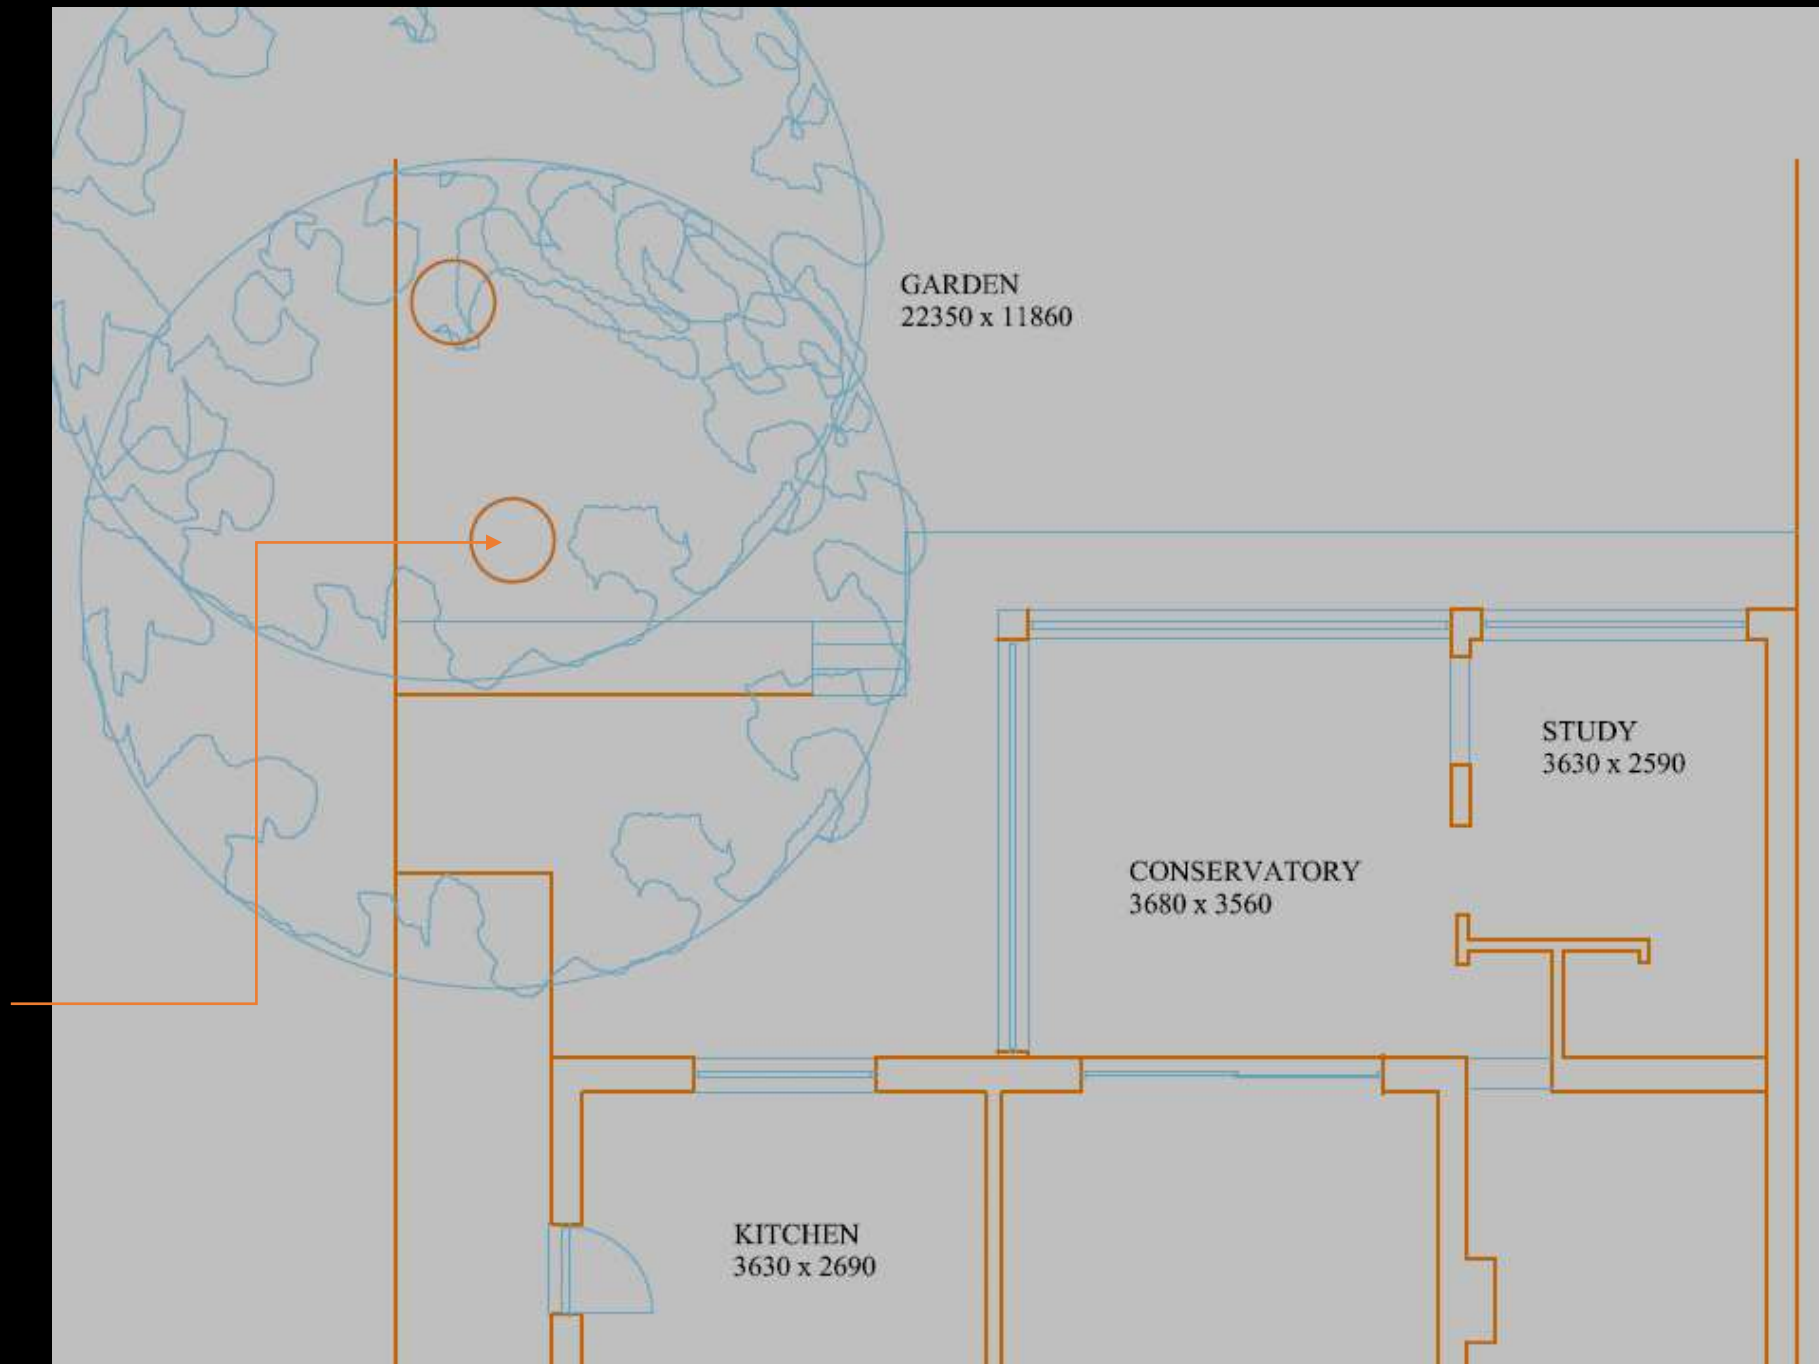 GARDEN
22350 x 11860
STUDY
3630 x 2590
CONSERVATORY
3680 x 3560
KITCHEN
3630 x 2690